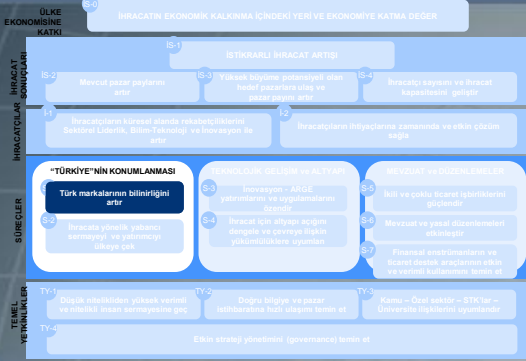 ÜLKE
EKONOMİSİNE
KATKI
İS-0
İHRACATIN EKONOMİK KALKINMA İÇİNDEKİ YERİ VE EKONOMİYE KATMA DEĞER
İHRACAT
SONUÇLARI
İS-1
İSTİKRARLI İHRACAT ARTIŞI
İS-2
Mevcut pazar paylarını
artır
İS-3
Yüksek büyüme potansiyeli olan
hedef pazarlara ulaş ve
pazar payını artır
İS-4
İhracatçı sayısını ve ihracat
kapasitesini geliştir
İHRACATÇILAR
İ-1
İhracatçıların küresel alanda rekabetçiliklerini
Sektörel Liderlik, Bilim-Teknoloji ve İnovasyon ile
artır
İ-2
İhracatçıların ihtiyaçlarına zamanında ve etkin çözüm
sağla
SÜREÇLER
“TÜRKİYE”NİN KONUMLANMASI
Türk markalarının bilinirliğini
artır
S-2
İhracata yönelik yabancı
sermayeyi ve yatırımcıyı
ülkeye çek
TEKNOLOJİK GELİŞİM ve ALTYAPI
S-3
İnovasyon - ARGE
yatırımlarını ve uygulamalarını
özendir
S-4
İhracat için altyapı açığını
dengele ve çevreye ilişkin
yükümlülüklere uyumlan
MEVZUAT ve DÜZENLEMELER
S-5
İkili ve çoklu ticaret işbirliklerini
güçlendir
S-6
Mevzuat ve yasal düzenlemeleri
etkinleştir
S-7
Finansal enstrümanların ve
ticaret destek araçlarının etkin
ve verimli kullanımını temin et
TEMEL
YETKİNLİKLER
TY-1
Düşük nitelikliden yüksek verimli
ve nitelikli insan sermayesine geç
TY-2
Doğru bilgiye ve pazar
istihbaratına hızlı ulaşımı temin et
TY-3
Kamu – Özel sektör – STK’lar –
Üniversite ilişkilerini uyumlandır
TY-4
Etkin strateji yönetimini (governance) temin et